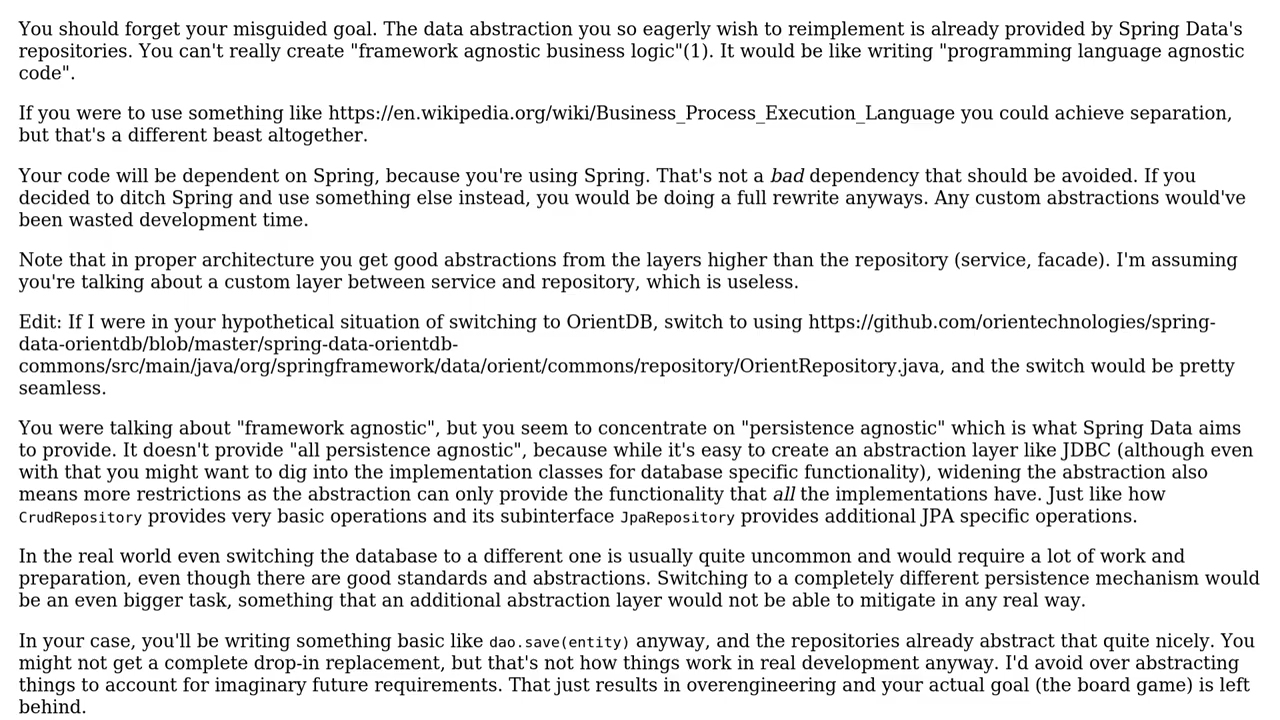 You should forget your misguided goal. The data abstraction you so eagerly wish to reimplement is already provided by Spring Data's
repositories. You can't really create "framework agnostic business logic"(1). It would be like writing "programming language agnostic
code".
If you were to use something like https://en.wikipedia.org/wiki/Business_Process_Execution_Language you could achieve separation,
but that's a different beast altogether.
Your code will be dependent on Spring, because you're using Spring. That's not a bad dependency that should be avoided. If you
decided to ditch Spring and use something else instead, you would be doing a full rewrite anyways. Any custom abstractions would've
been wasted development time.
Note that in proper architecture you get good abstractions from the layers higher than the repository (service, facade). I'm assuming
you're talking about a custom layer between service and repository, which is useless.
Edit: If I were in your hypothetical situation of switching to OrientDB, switch to using https://github.com/orientechnologies/spring-
data-orientdb/blob/master/spring-data-orientdb-
commons/src/main/java/org/springframework/data/orient/commons/repository/OrientRepository.java, and the switch would be pretty
seamless.
You were talking about "framework agnostic", but you seem to concentrate on "persistence agnostic" which is what Spring Data aims
to provide. It doesn't provide "all persistence agnostic", because while it's easy to create an abstraction layer like JDBC (although even
with that you might want to dig into the implementation classes for database specific functionality), widening the abstraction also
means more restrictions as the abstraction can only provide the functionality that all the implementations have. Just like how
CrudRepository provides very basic operations and its subinterface JpaRepository provides additional JPA specific operations.
In the real world even switching the database to a different one is usually quite uncommon and would require a lot of work and
preparation, even though there are good standards and abstractions. Switching to a completely different persistence mechanism would
be an even bigger task, something that an additional abstraction layer would not be able to mitigate in any real way.
In your case, you'll be writing something basic like dao.save(entity) anyway, and the repositories already abstract that quite nicely. You
might not get a complete drop-in replacement, but that's not how things work in real development anyway. I'd avoid over abstracting
things to account for imaginary future requirements. That just results in overengineering and your actual goal (the board game) is left
behind.